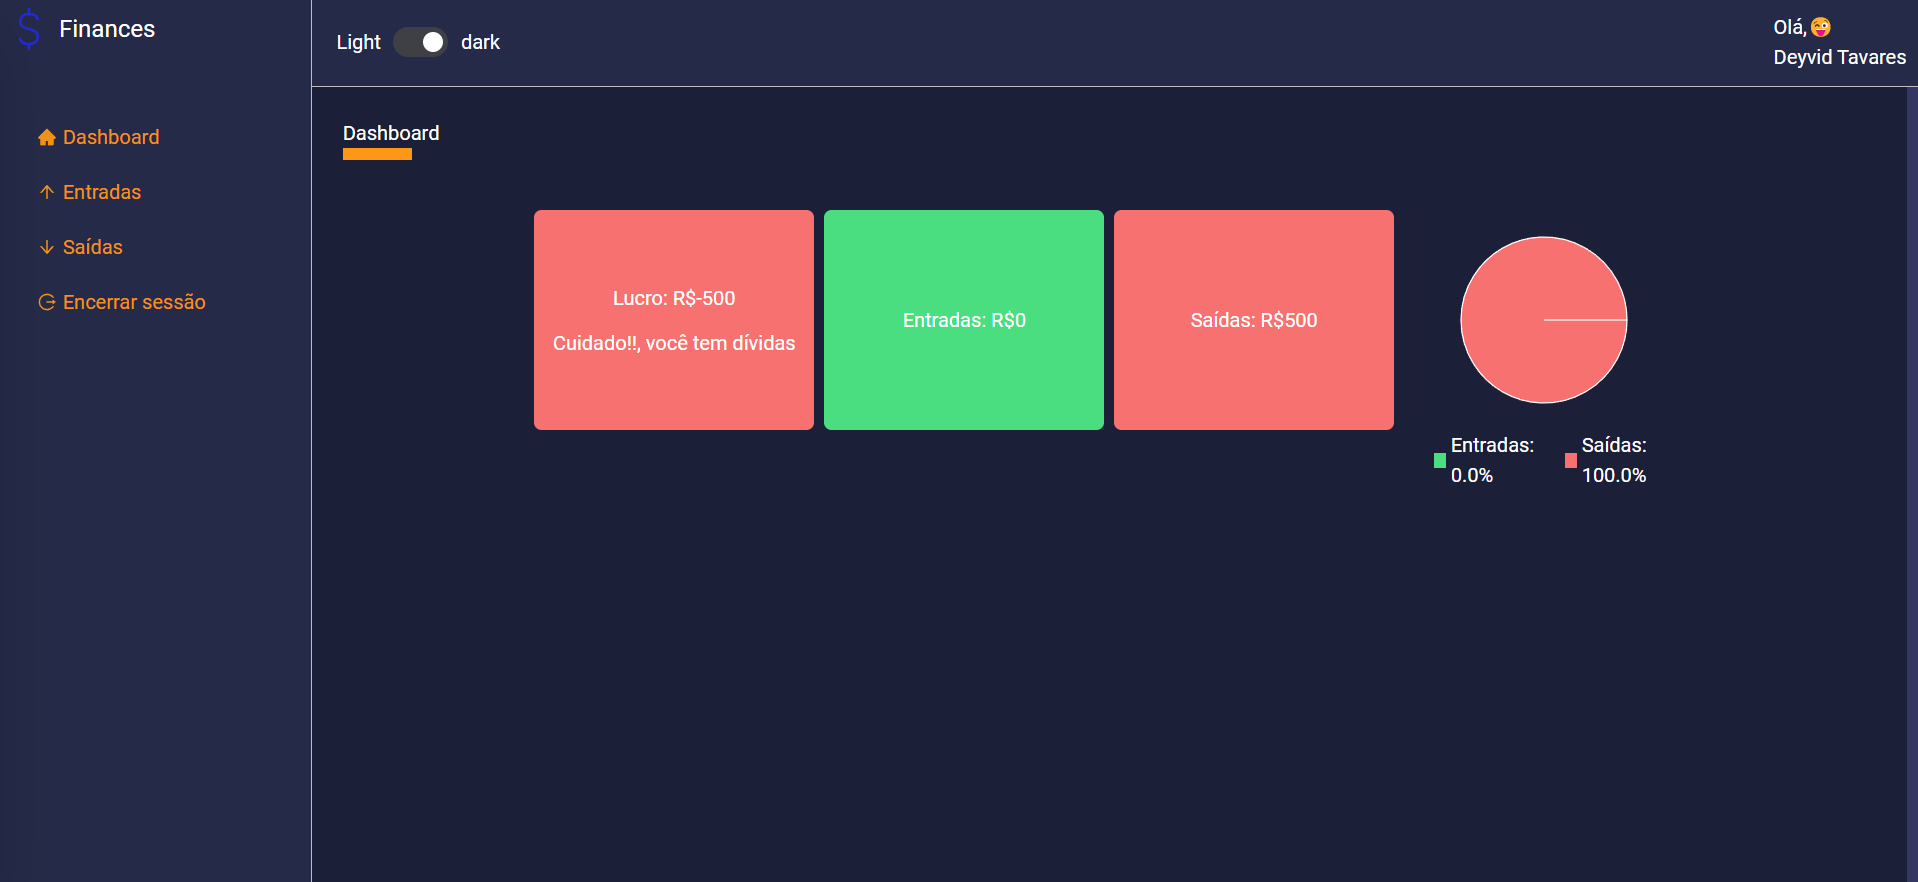 $ Finances
Light dark
Olá,😜
Deyvid Tavares
Dashboard
Entradas
Saídas
Encerrar sessão
Dashboard
Lucro: R$-500
Cuidado!!, você tem dívidas
Entradas: R$0
Saídas: R$500
Entradas:
0.0%
Saídas:
100.0%